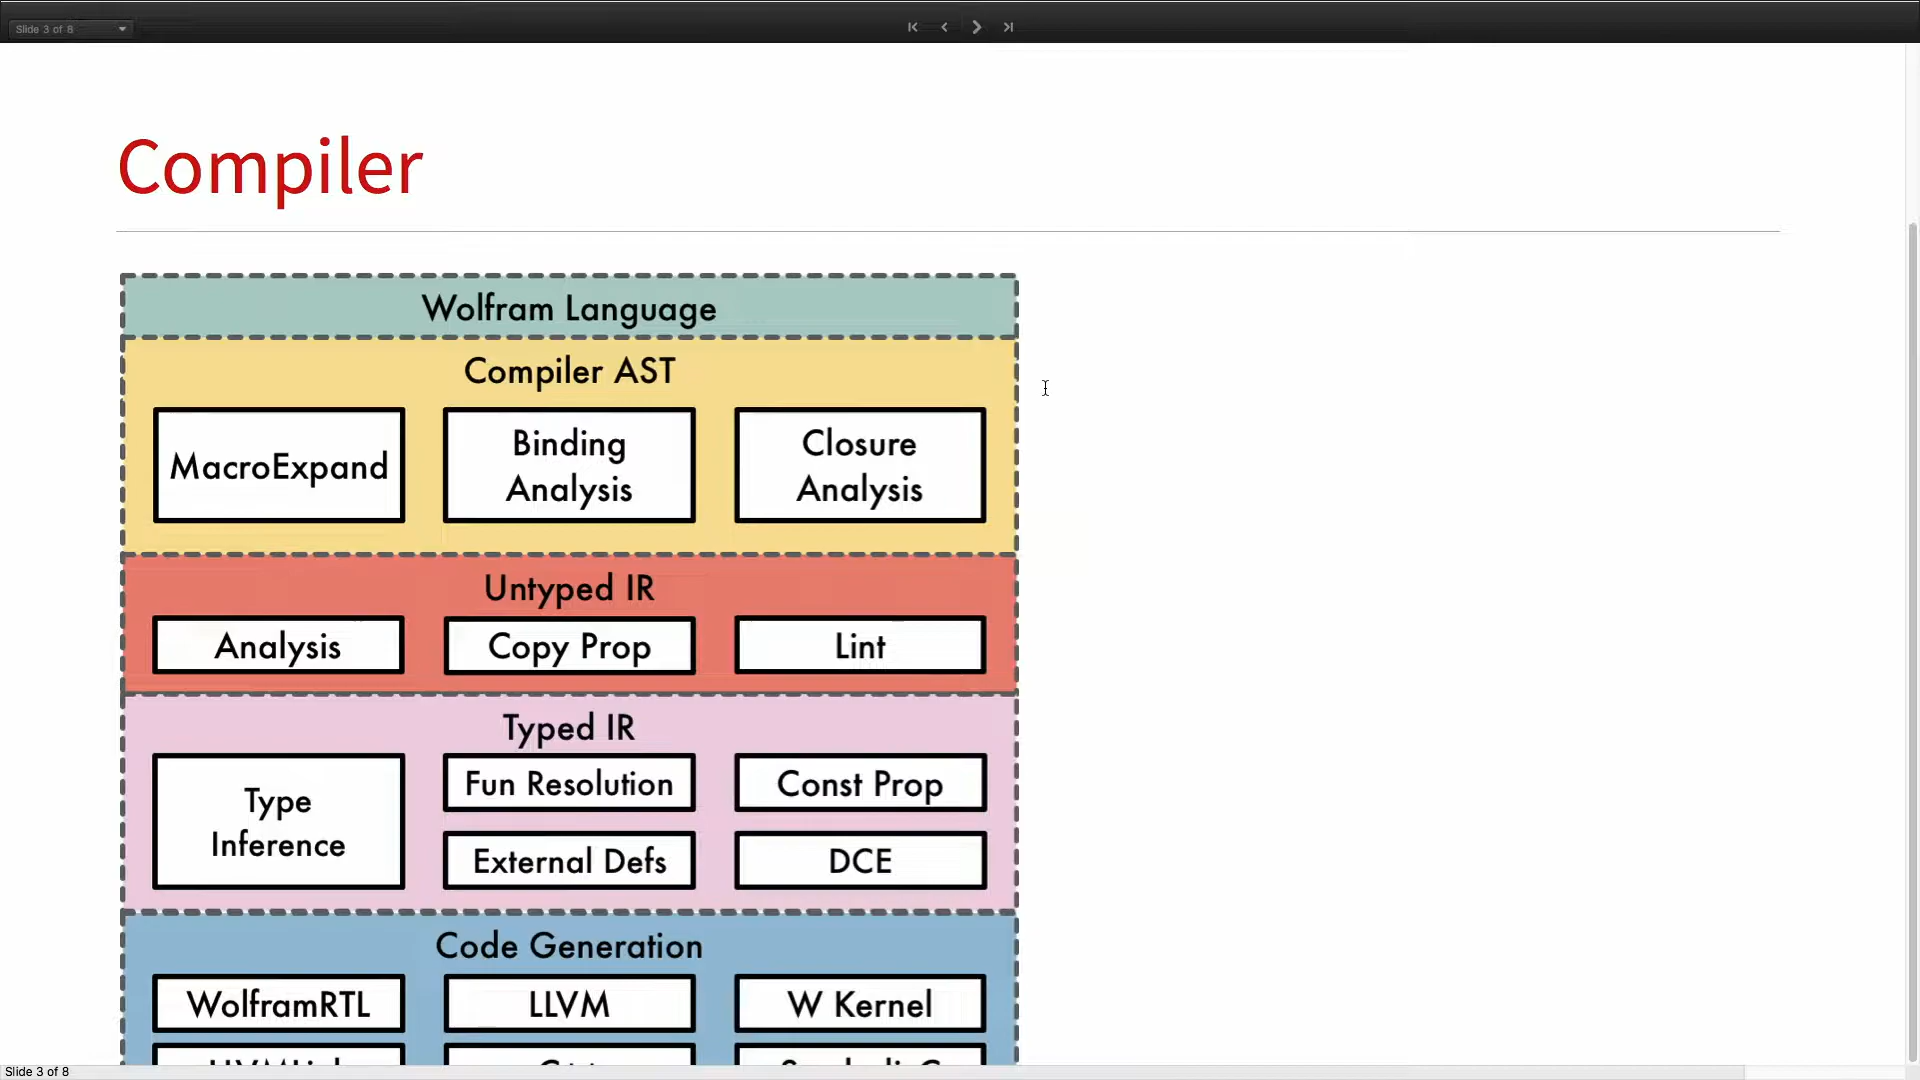 Slide 3 of 8
Compiler
Wolfram Language
Compiler AST
MacroExpand
Binding
Analysis
Closure
Analysis
Untyped IR
Analysis
Copy Prop
Lint
Typed IR
Type
Inference
Fun Resolution
Const Prop
External Defs
DCE
Code Generation
WolframRTL
LLVM
W Kernel
Slide 3 of 8